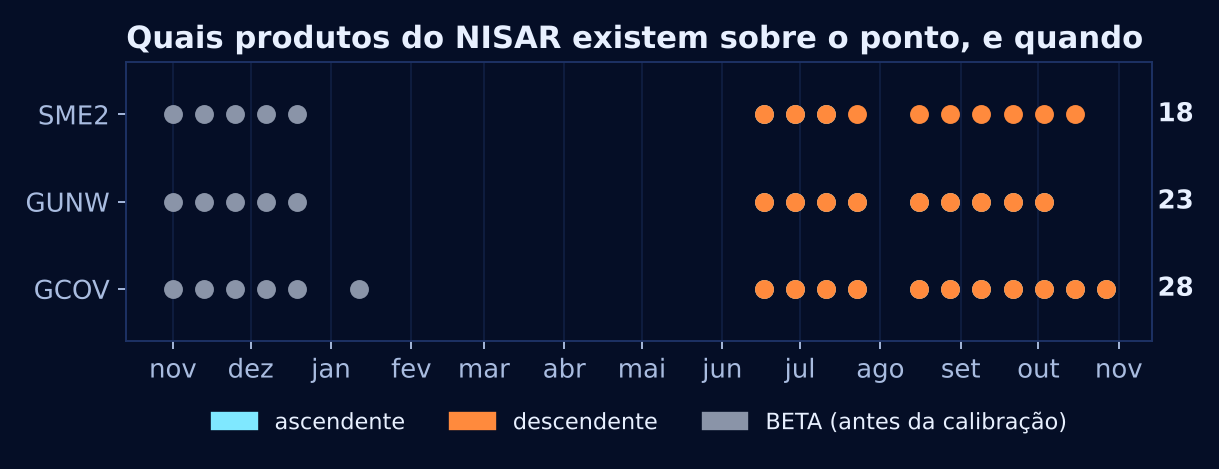 Quais produtos do NISAR existem sobre o ponto, e quando
SME2 18
GUNW 23
GCOV 28
nov dez jan fev mar abr mai jun jul ago set out nov
ascendente descendente BETA (antes da calibração)